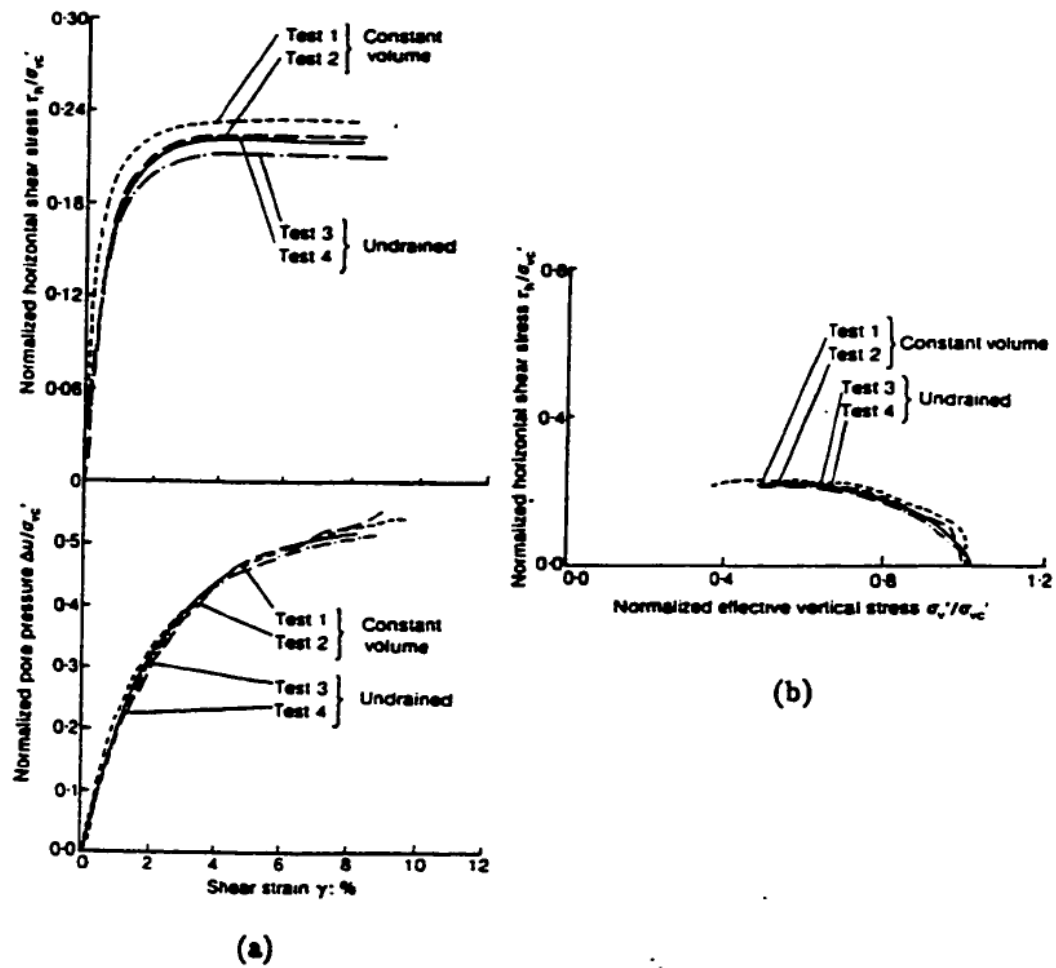 0·30
0·24
0·18
0·12
0·06
0
Normalized horizontal shear stress τh/σvc′
Test 1
Test 2
Constant
volume
Test 3
Test 4
Undrained
0·5
0·4
0·3
0·2
0·1
0·0
Normalized pore pressure Δu/σvc′
Test 1
Test 2
Constant
volume
Test 3
Test 4
Undrained
0 2 4 6 8 10 12
Shear strain γ: %
(a)
0·8
0·4
0·0
Normalized horizontal shear stress τh/σvc′
Test 1
Test 2
Constant volume
Test 3
Test 4
Undrained
0·0 0·4 0·8 1·2
Normalized effective vertical stress σv′/σvc′
(b)